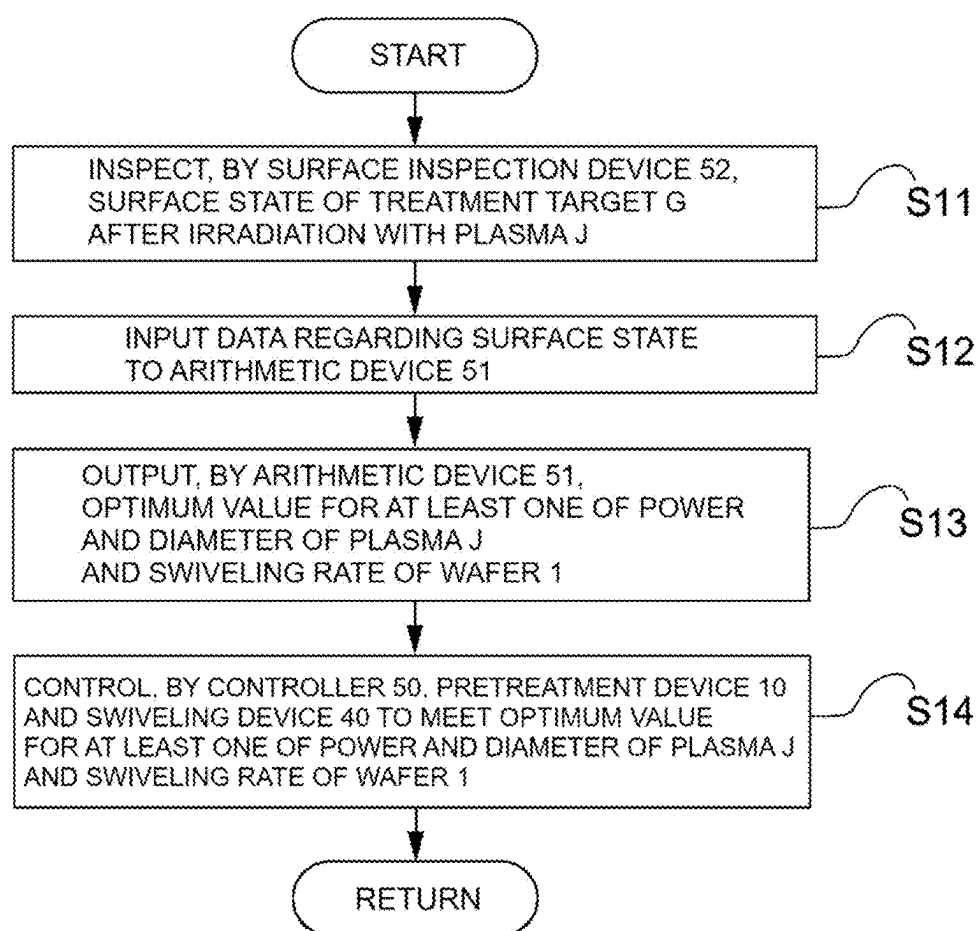 START
INSPECT, BY SURFACE INSPECTION DEVICE 52,
SURFACE STATE OF TREATMENT TARGET G
AFTER IRRADIATION WITH PLASMA J
S11
INPUT DATA REGARDING SURFACE STATE
TO ARITHMETIC DEVICE 51
S12
OUTPUT, BY ARITHMETIC DEVICE 51,
OPTIMUM VALUE FOR AT LEAST ONE OF POWER
AND DIAMETER OF PLASMA J
AND SWIVELING RATE OF WAFER 1
S13
CONTROL, BY CONTROLLER 50, PRETREATMENT DEVICE 10
AND SWIVELING DEVICE 40 TO MEET OPTIMUM VALUE
FOR AT LEAST ONE OF POWER AND DIAMETER OF PLASMA J
AND SWIVELING RATE OF WAFER 1
S14
RETURN